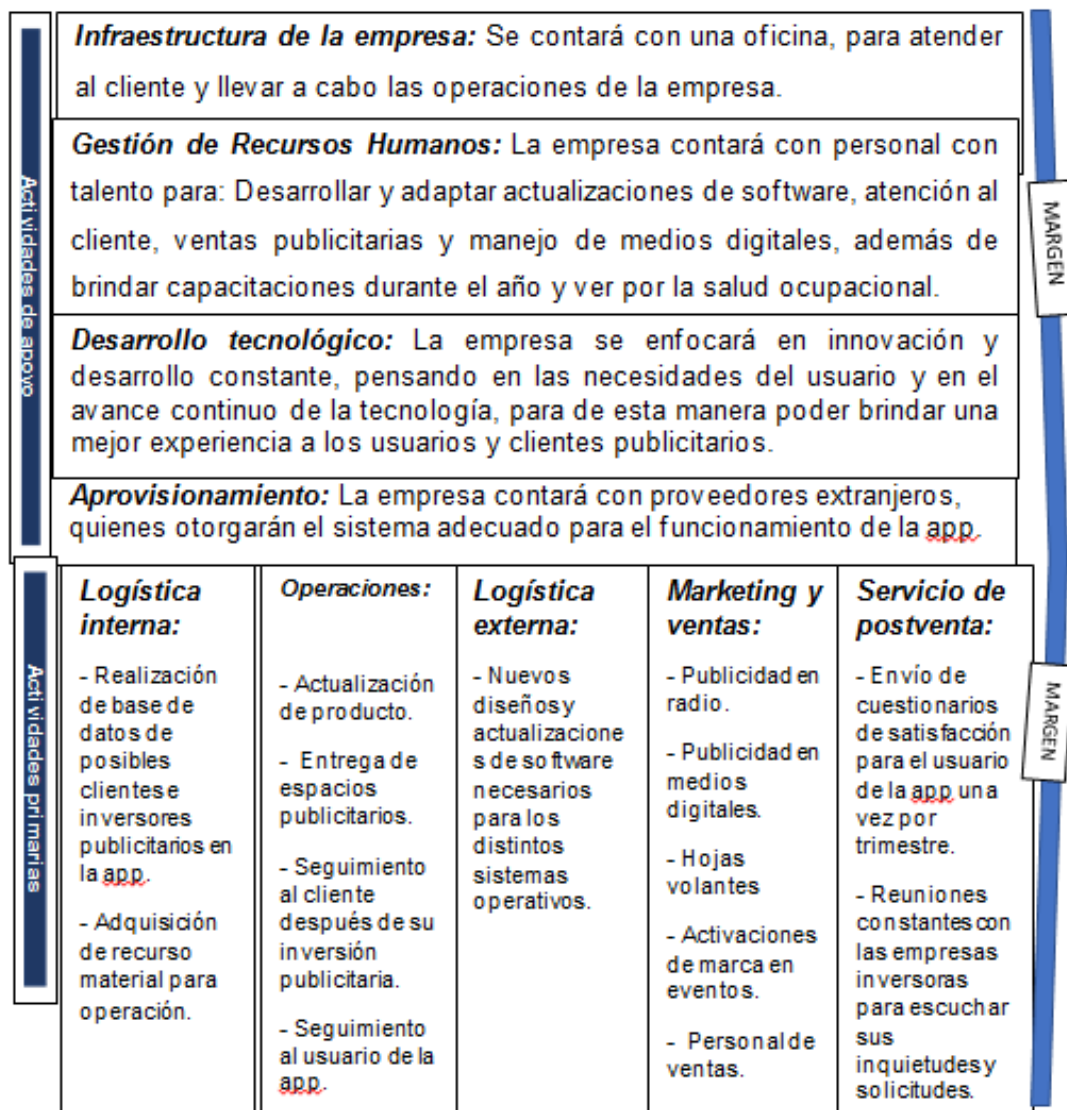 Actividades de apoyo
Infraestructura de la empresa: Se contará con una oficina, para atender
al cliente y llevar a cabo las operaciones de la empresa.
Gestión de Recursos Humanos: La empresa contará con personal con
talento para: Desarrollar y adaptar actualizaciones de software, atención al
cliente, ventas publicitarias y manejo de medios digitales, además de
brindar capacitaciones durante el año y ver por la salud ocupacional.
Desarrollo tecnológico: La empresa se enfocará en innovación y
desarrollo constante, pensando en las necesidades del usuario y en el
avance continuo de la tecnología, para de esta manera poder brindar una
mejor experiencia a los usuarios y clientes publicitarios.
Aprovisionamiento: La empresa contará con proveedores extranjeros,
quienes otorgarán el sistema adecuado para el funcionamiento de la app.
MARGEN
Actividades primarias
Logística
interna:
- Realización
de base de
datos de
posibles
clientes e
inversores
publicitarios en
la app.
- Adquisición
de recurso
material para
operación.
Operaciones:
- Actualización
de producto.
- Entrega de
espacios
publicitarios.
- Seguimiento
al cliente
después de su
inversión
publicitaria.
- Seguimiento
al usuario de la
app.
Logística
externa:
- Nuevos
diseños y
actualizacione
s de software
necesarios
para los
distintos
sistemas
operativos.
Marketing y
ventas:
- Publicidad en
radio.
- Publicidad en
medios
digitales.
- Hojas
volantes
- Activaciones
de marca en
eventos.
- Personal de
ventas.
Servicio de
postventa:
- Envío de
cuestionarios
de satisfacción
para el usuario
de la app una
vez por
trimestre.
- Reuniones
constantes con
las empresas
inversoras
para escuchar
sus
inquietudes y
solicitudes.
MARGEN